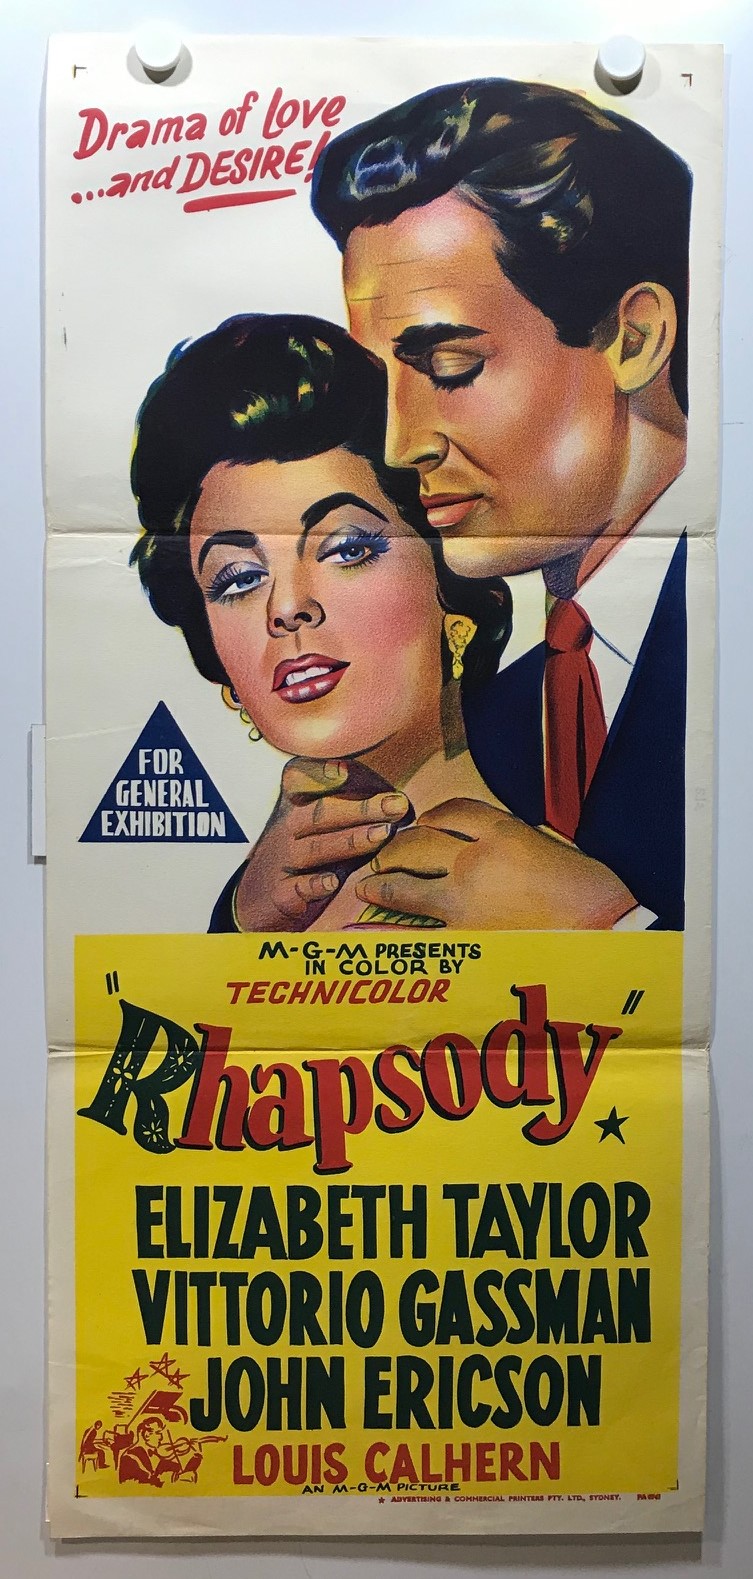 Drama of Love
...and DESIRE!
FOR
GENERAL
EXHIBITION
M-G-M PRESENTS
IN COLOR BY
TECHNICOLOR
"Rhapsody"
ELIZABETH TAYLOR
VITTORIO GASSMAN
JOHN ERICSON
LOUIS CALHERN
AN M-G-M PICTURE
ADVERTISING & COMMERCIAL PRINTERS PTY. LTD., SYDNEY.